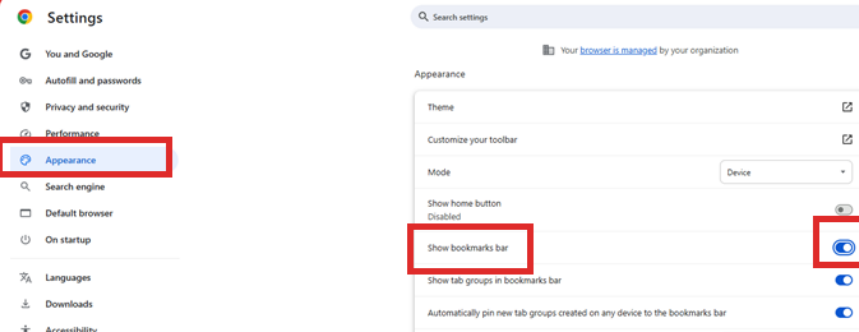 Settings
Search settings
You and Google
Your browser is managed by your organization
Autofill and passwords
Appearance
Privacy and security
Theme
Performance
Customize your toolbar
Appearance
Mode
Device
Search engine
Show home button
Disabled
Default browser
On startup
Show bookmarks bar
Languages
Show tab groups in bookmarks bar
Downloads
Automatically pin new tab groups created on any device to the bookmarks bar
Accessibility